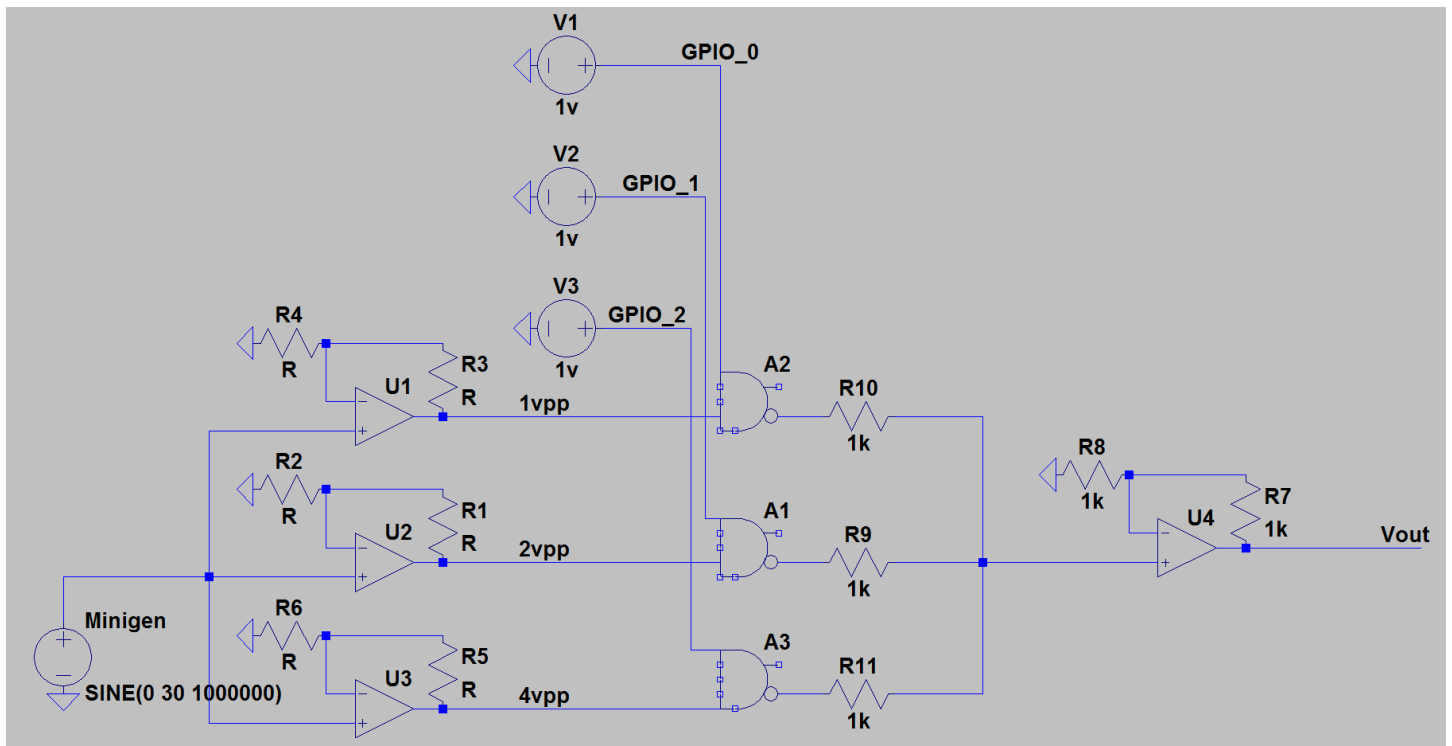 V1
GPIO_0
1v
V2
GPIO_1
1v
V3
GPIO_2
1v
R4
R
R3
R
U1
1vpp
A2
R10
1k
R2
R
R1
R
U2
2vpp
A1
R9
1k
R8
1k
R7
1k
U4
Vout
Minigen
SINE(0 30 1000000)
R6
R
R5
R
U3
4vpp
A3
R11
1k